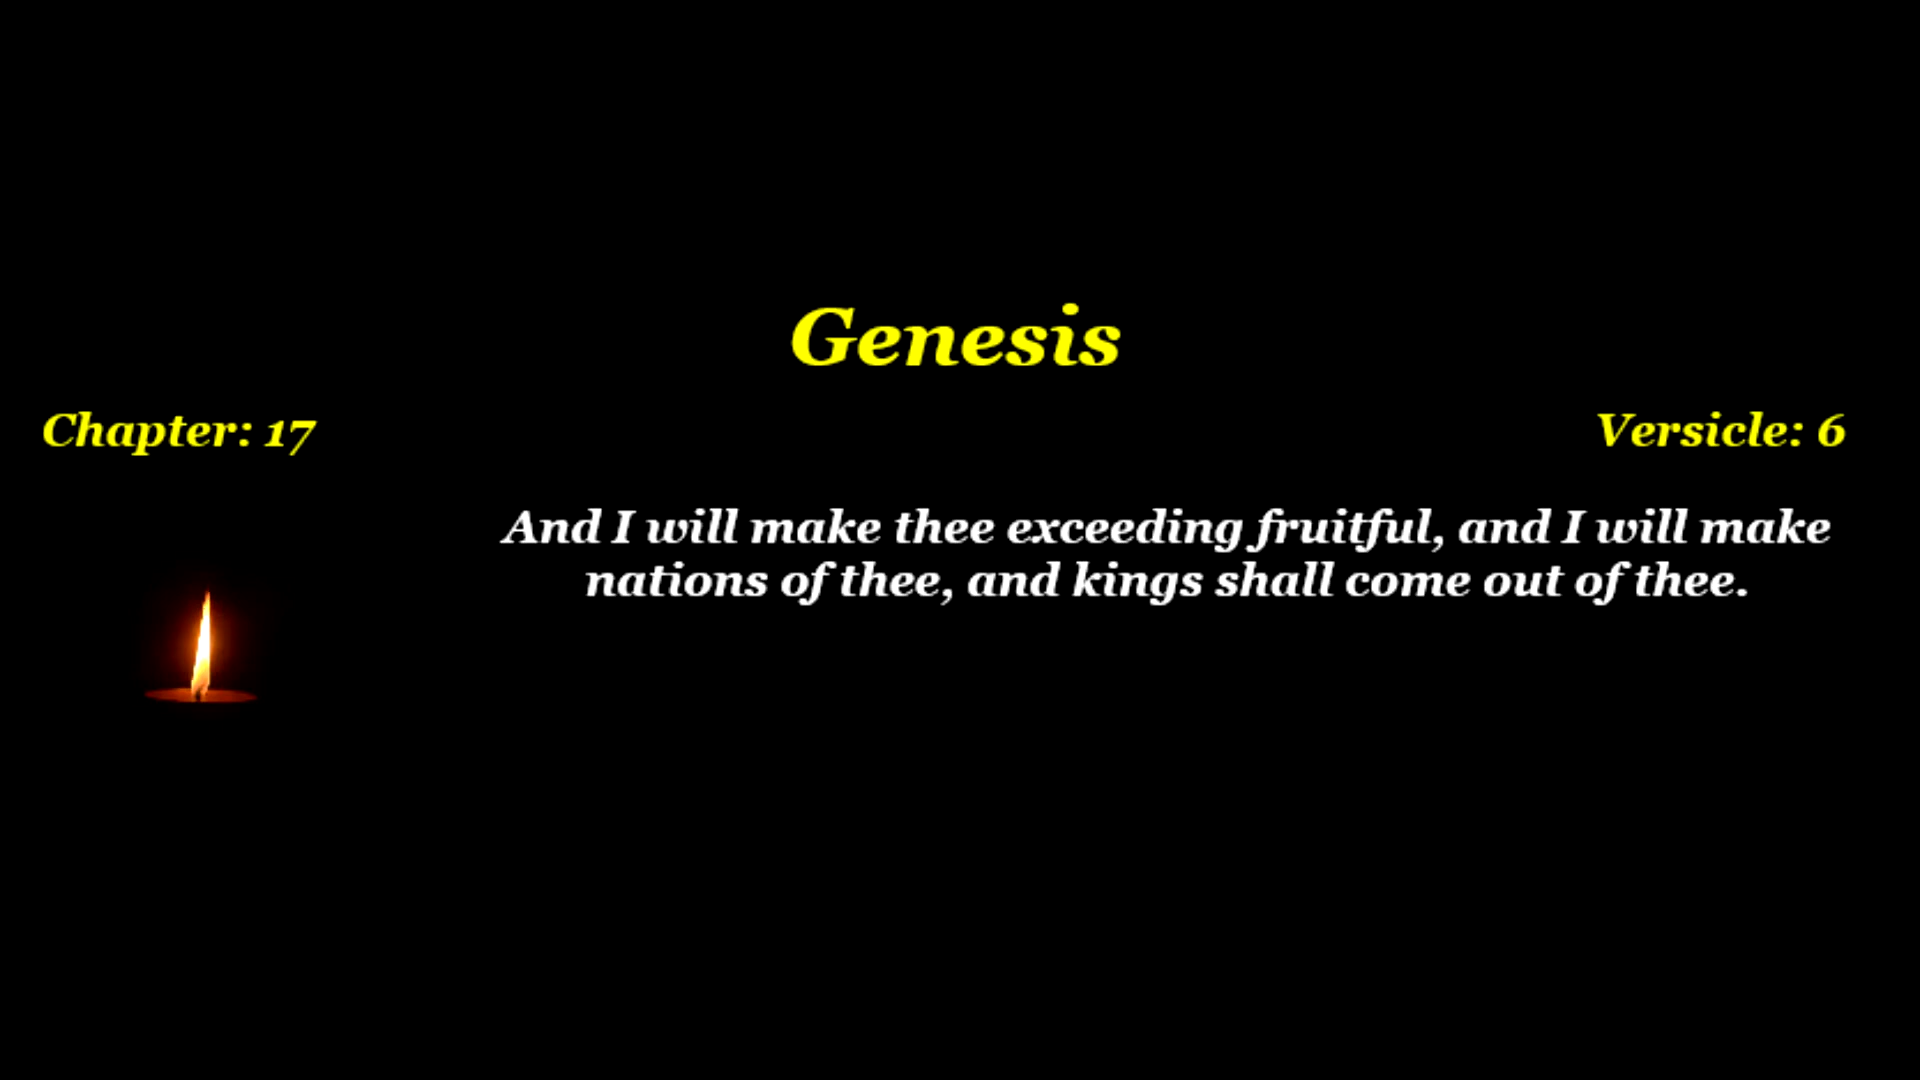 Genesis
Chapter: 17
Versicle: 6
And I will make thee exceeding fruitful, and I will make
nations of thee, and kings shall come out of thee.